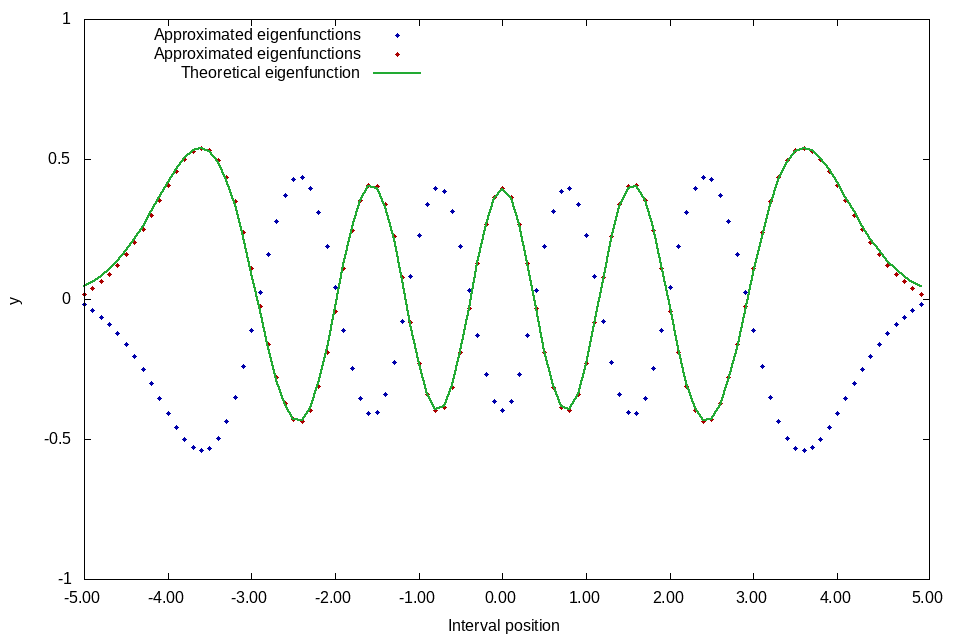 1
Approximated eigenfunctions
Approximated eigenfunctions
Theoretical eigenfunction
0.5
0
y
-0.5
-1
-5.00 -4.00 -3.00 -2.00 -1.00 0.00 1.00 2.00 3.00 4.00 5.00
Interval position